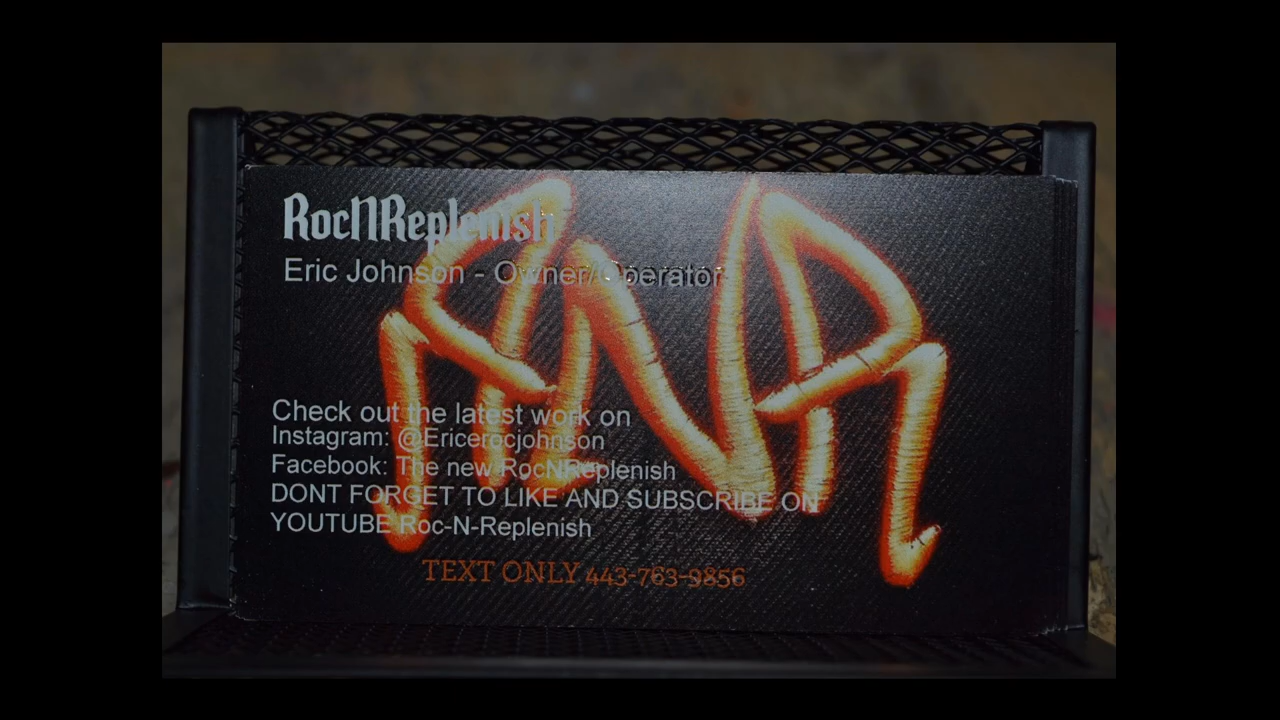 RocNReplenish
Eric Johnson - Owner/Operator
RNR
Check out the latest work on
Instagram: @Ericerocjohnson
Facebook: The new RocNReplenish
DONT FORGET TO LIKE AND SUBSCRIBE ON
YOUTUBE Roc-N-Replenish
TEXT ONLY 443-763-9856